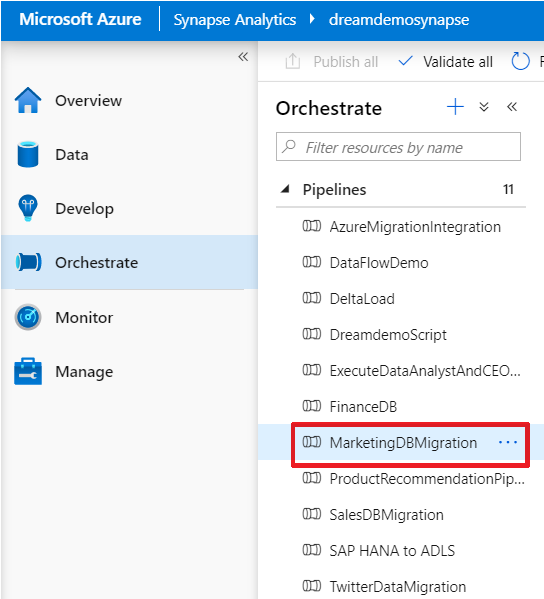 Microsoft Azure Synapse Analytics dreamdemosynapse
Overview
Data
Develop
Orchestrate
Monitor
Manage
Publish all Validate all
Orchestrate
Filter resources by name
Pipelines 11
AzureMigrationIntegration
DataFlowDemo
DeltaLoad
DreamdemoScript
ExecuteDataAnalystAndCEO...
FinanceDB
MarketingDBMigration ...
ProductRecommendationPip...
SalesDBMigration
SAP HANA to ADLS
TwitterDataMigration